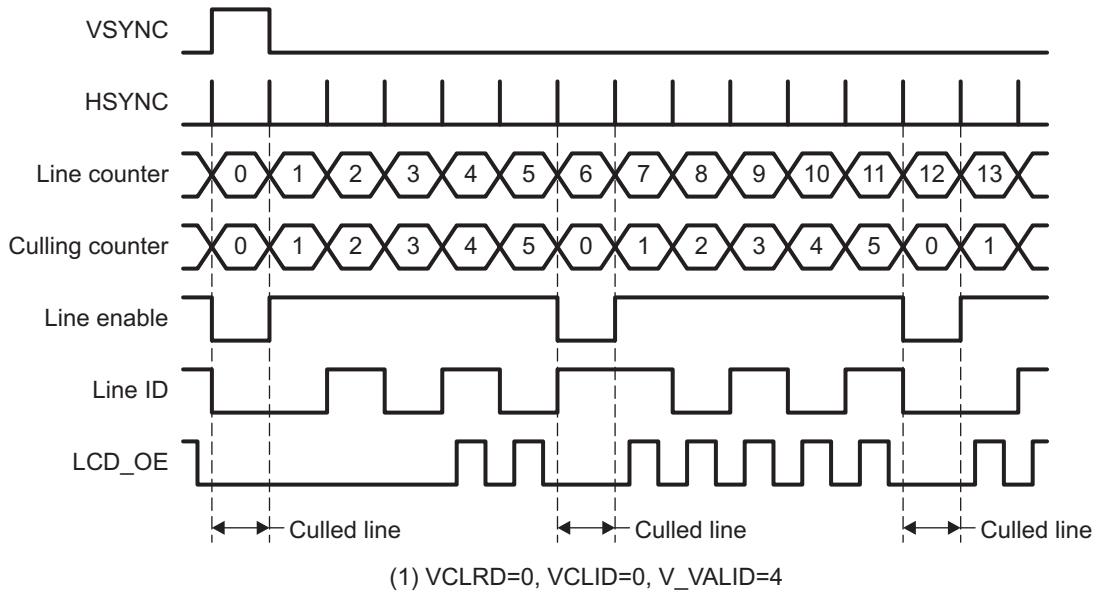 VSYNC
HSYNC
Line counter 0 1 2 3 4 5 6 7 8 9 10 11 12 13
Culling counter 0 1 2 3 4 5 0 1 2 3 4 5 0 1
Line enable
Line ID
LCD_OE
Culled line Culled line Culled line
(1) VCLRD=0, VCLID=0, V_VALID=4